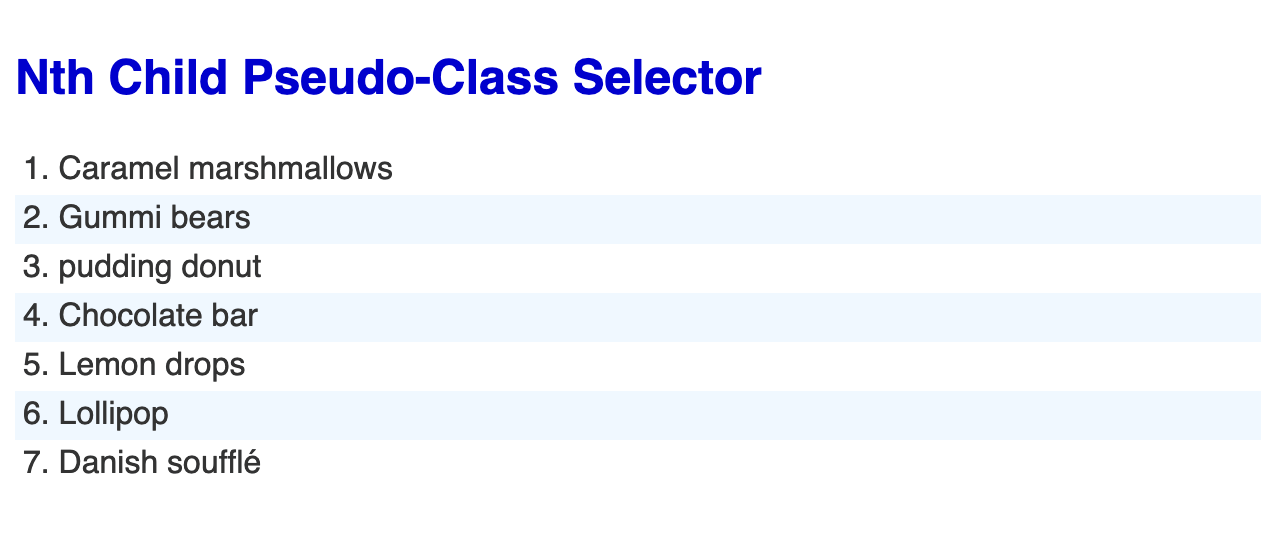 Nth Child Pseudo-Class Selector
1. Caramel marshmallows
2. Gummi bears
3. pudding donut
4. Chocolate bar
5. Lemon drops
6. Lollipop
7. Danish soufflé